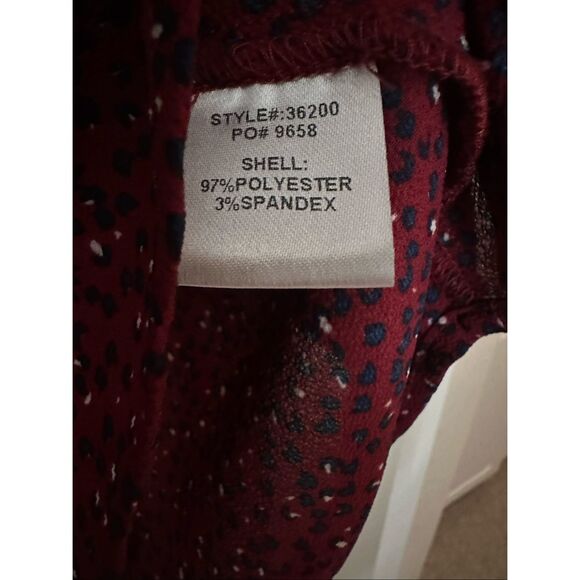 STYLE#:36200
PO# 9658
SHELL:
97%POLYESTER
3%SPANDEX